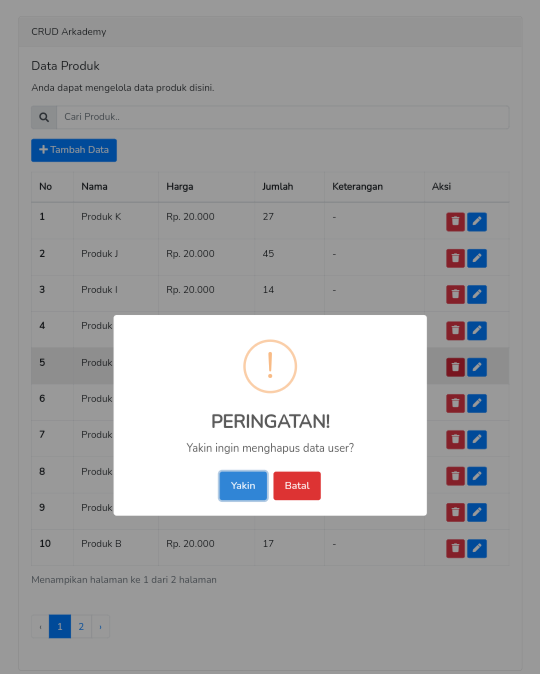 CRUD Arkademy
Data Produk
Anda dapat mengelola data produk disini.
Cari Produk..
+ Tambah Data
No Nama Harga Jumlah Keterangan Aksi
1 Produk K Rp. 20.000 27 -
2 Produk J Rp. 20.000 45 -
3 Produk I Rp. 20.000 14 -
4 Produk
5 Produk
6 Produk
7 Produk
8 Produk
9 Produk
!
PERINGATAN!
Yakin ingin menghapus data user?
Yakin Batal
10 Produk B Rp. 20.000 17 -
Menampikan halaman ke 1 dari 2 halaman
‹ 1 2 ›